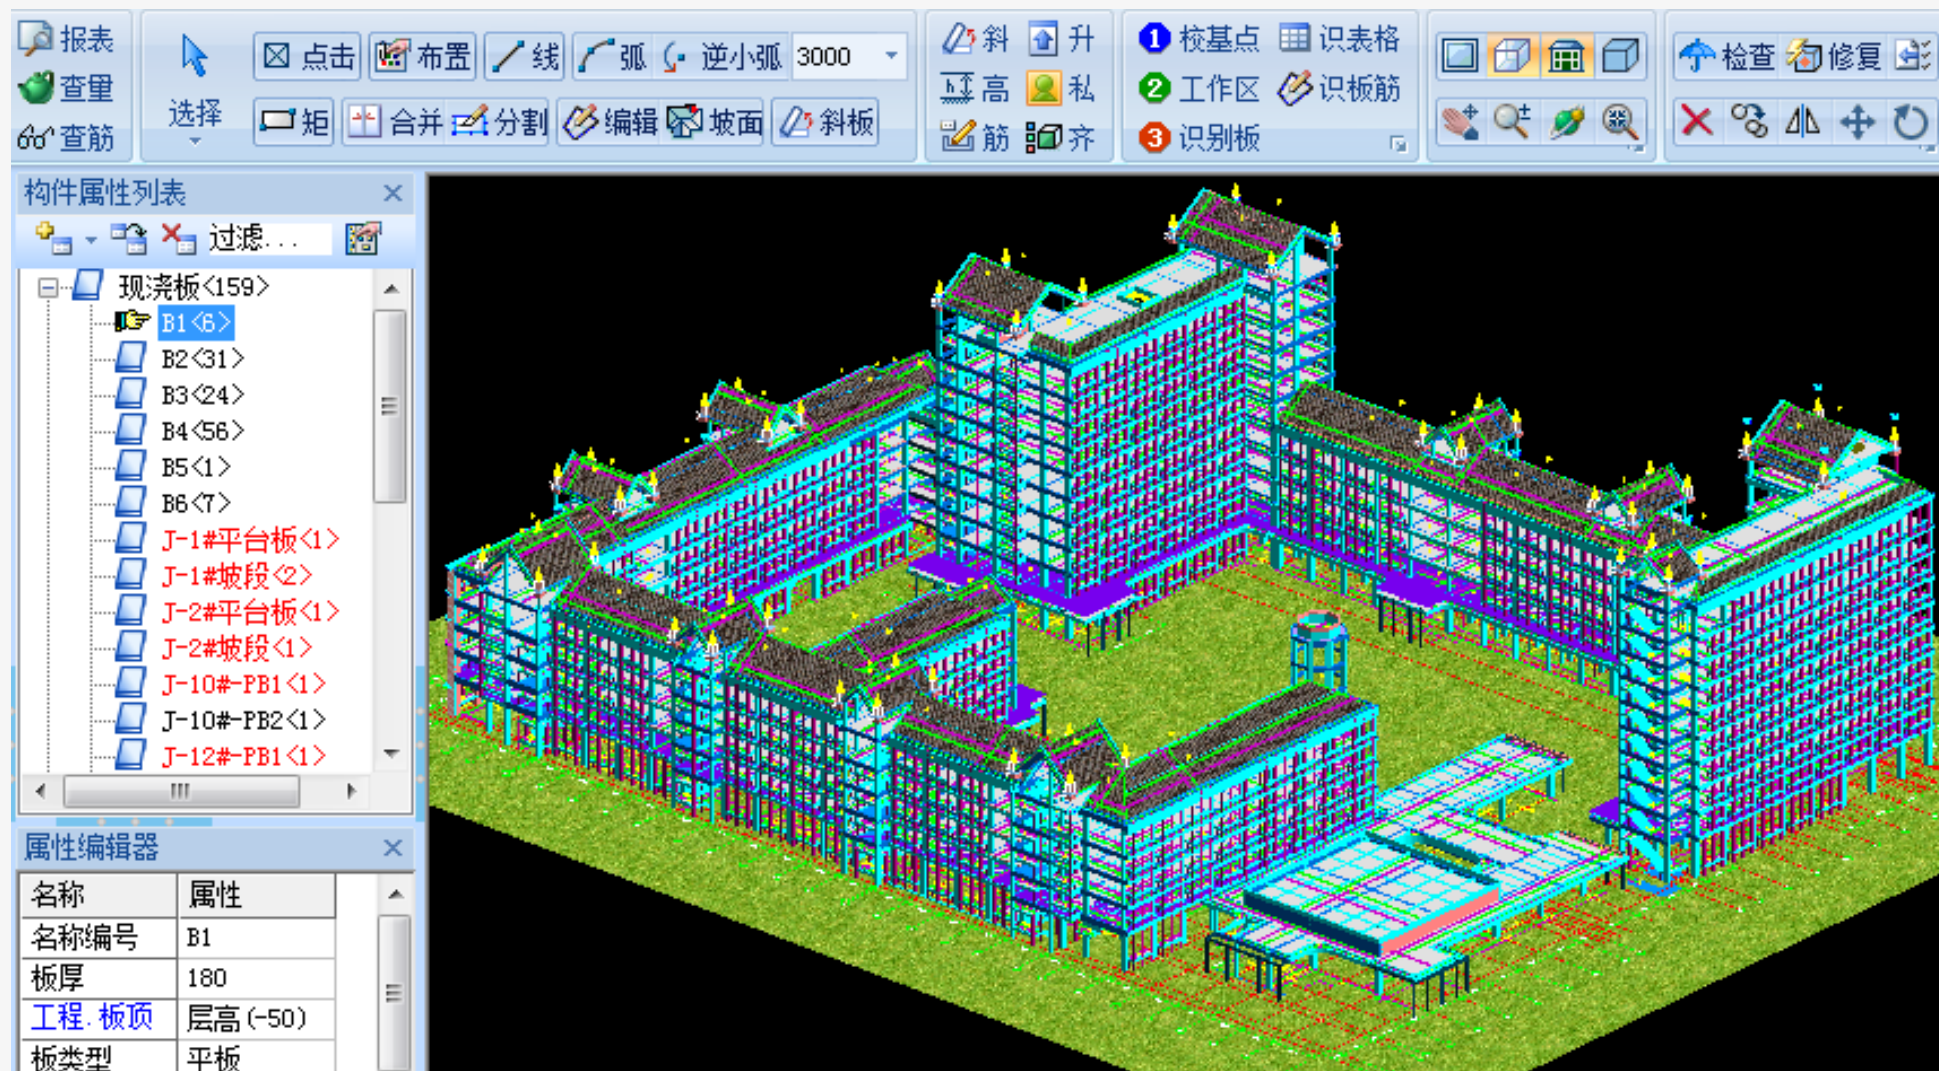 报表
查量
查筋
选择
点击 布置 线 弧 逆小弧 3000
矩 合并 分割 编辑 坡面 斜板
斜 升
高 私
筋 齐
1 校基点 识表格
2 工作区 识板筋
3 识别板
检查 修复
构件属性列表
过滤...
现浇板<159>
B1<6>
B2<31>
B3<24>
B4<56>
B5<1>
B6<7>
J-1#平台板<1>
J-1#坡段<2>
J-2#平台板<1>
J-2#坡段<1>
J-10#-PB1<1>
J-10#-PB2<1>
J-12#-PB1<1>
属性编辑器
名称 属性
名称编号 B1
板厚 180
工程.板顶 层高(-50)
板类型 平板